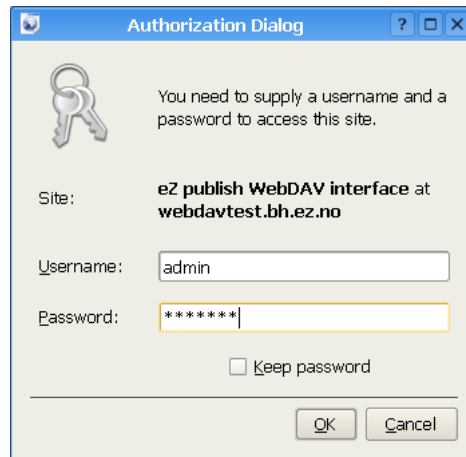 Authorization Dialog ?
You need to supply a username and a
password to access this site.
Site: eZ publish WebDAV interface at
webdavtest.bh.ez.no
Username: admin
Password: *******
Keep password
OK Cancel